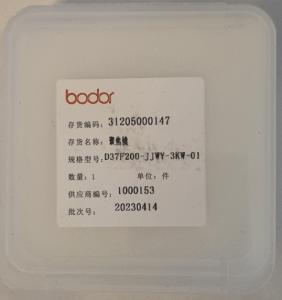 bodor
存货编码: 31205000147
存货名称: 聚焦镜
规格型号: D37F200-JJWY-3KW-01
数量: 1 单位: 件
供应商编号: 1000153
批次号: 20230414